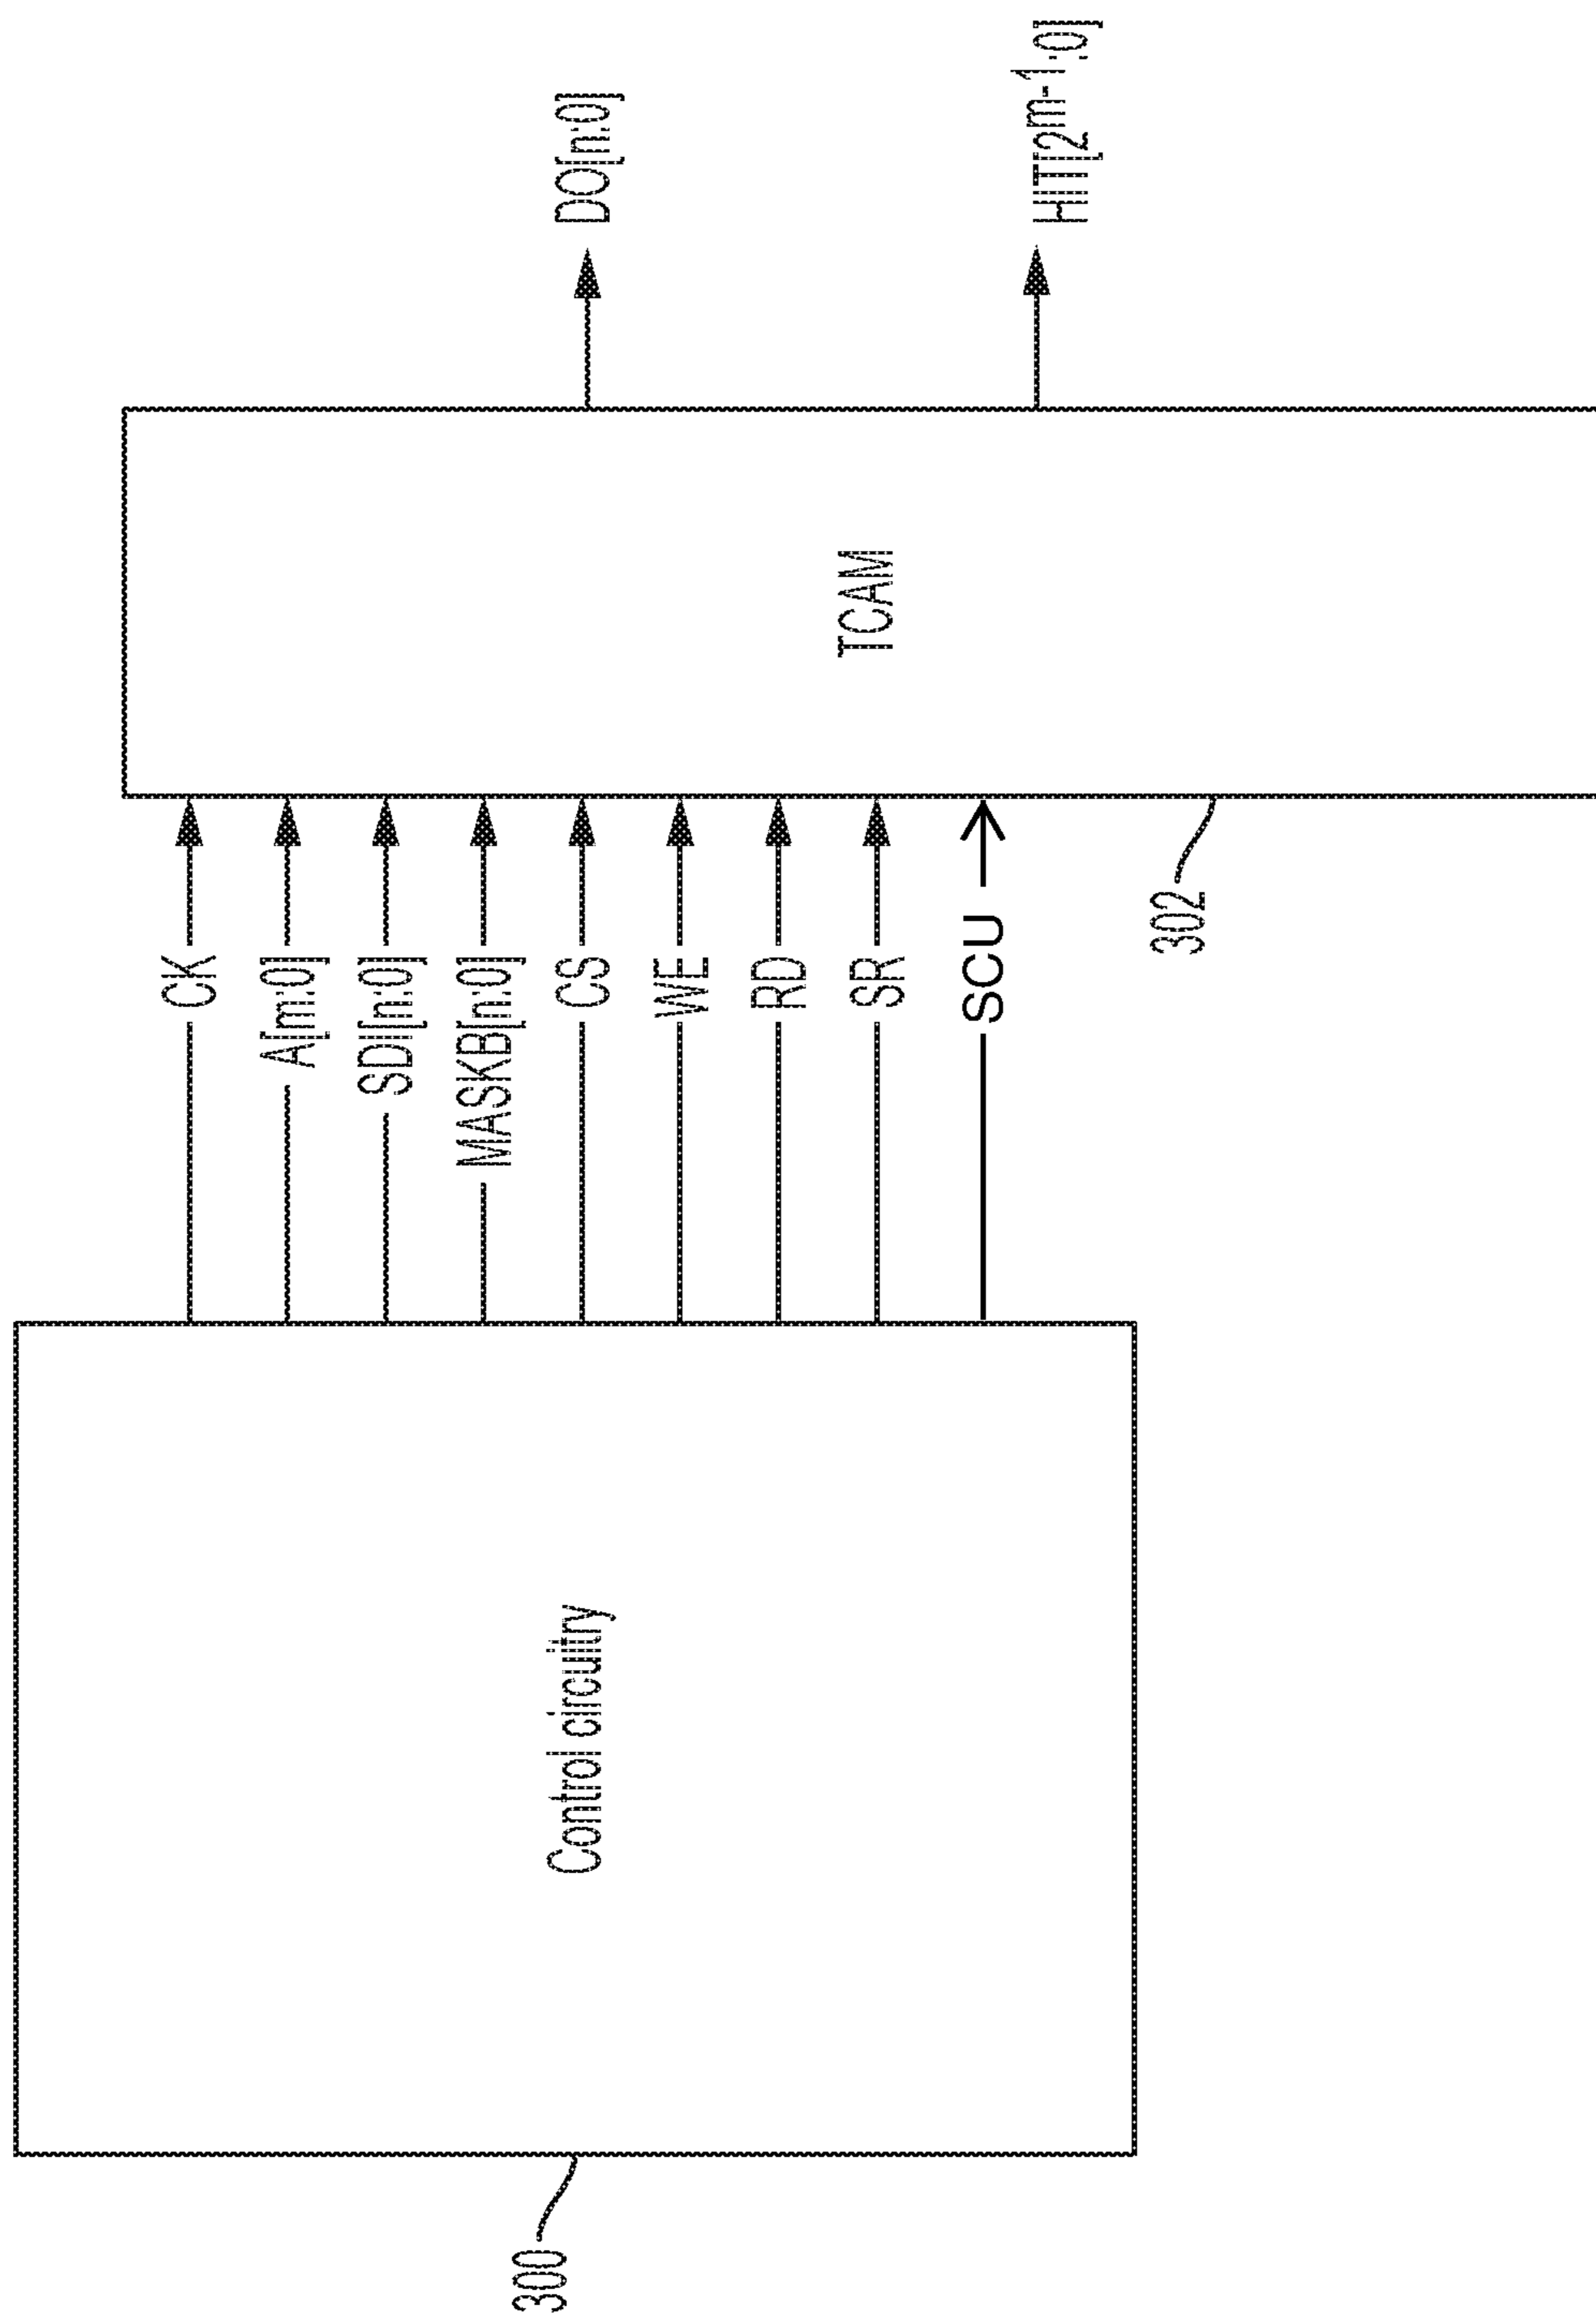 300
Control circuitry
CK
A[m:0]
SDI[n:0]
MASKB[n:0]
CS
WE
RD
SR
SCU
302
TCAM
DO[n:0]
HIT[2m-1:0]